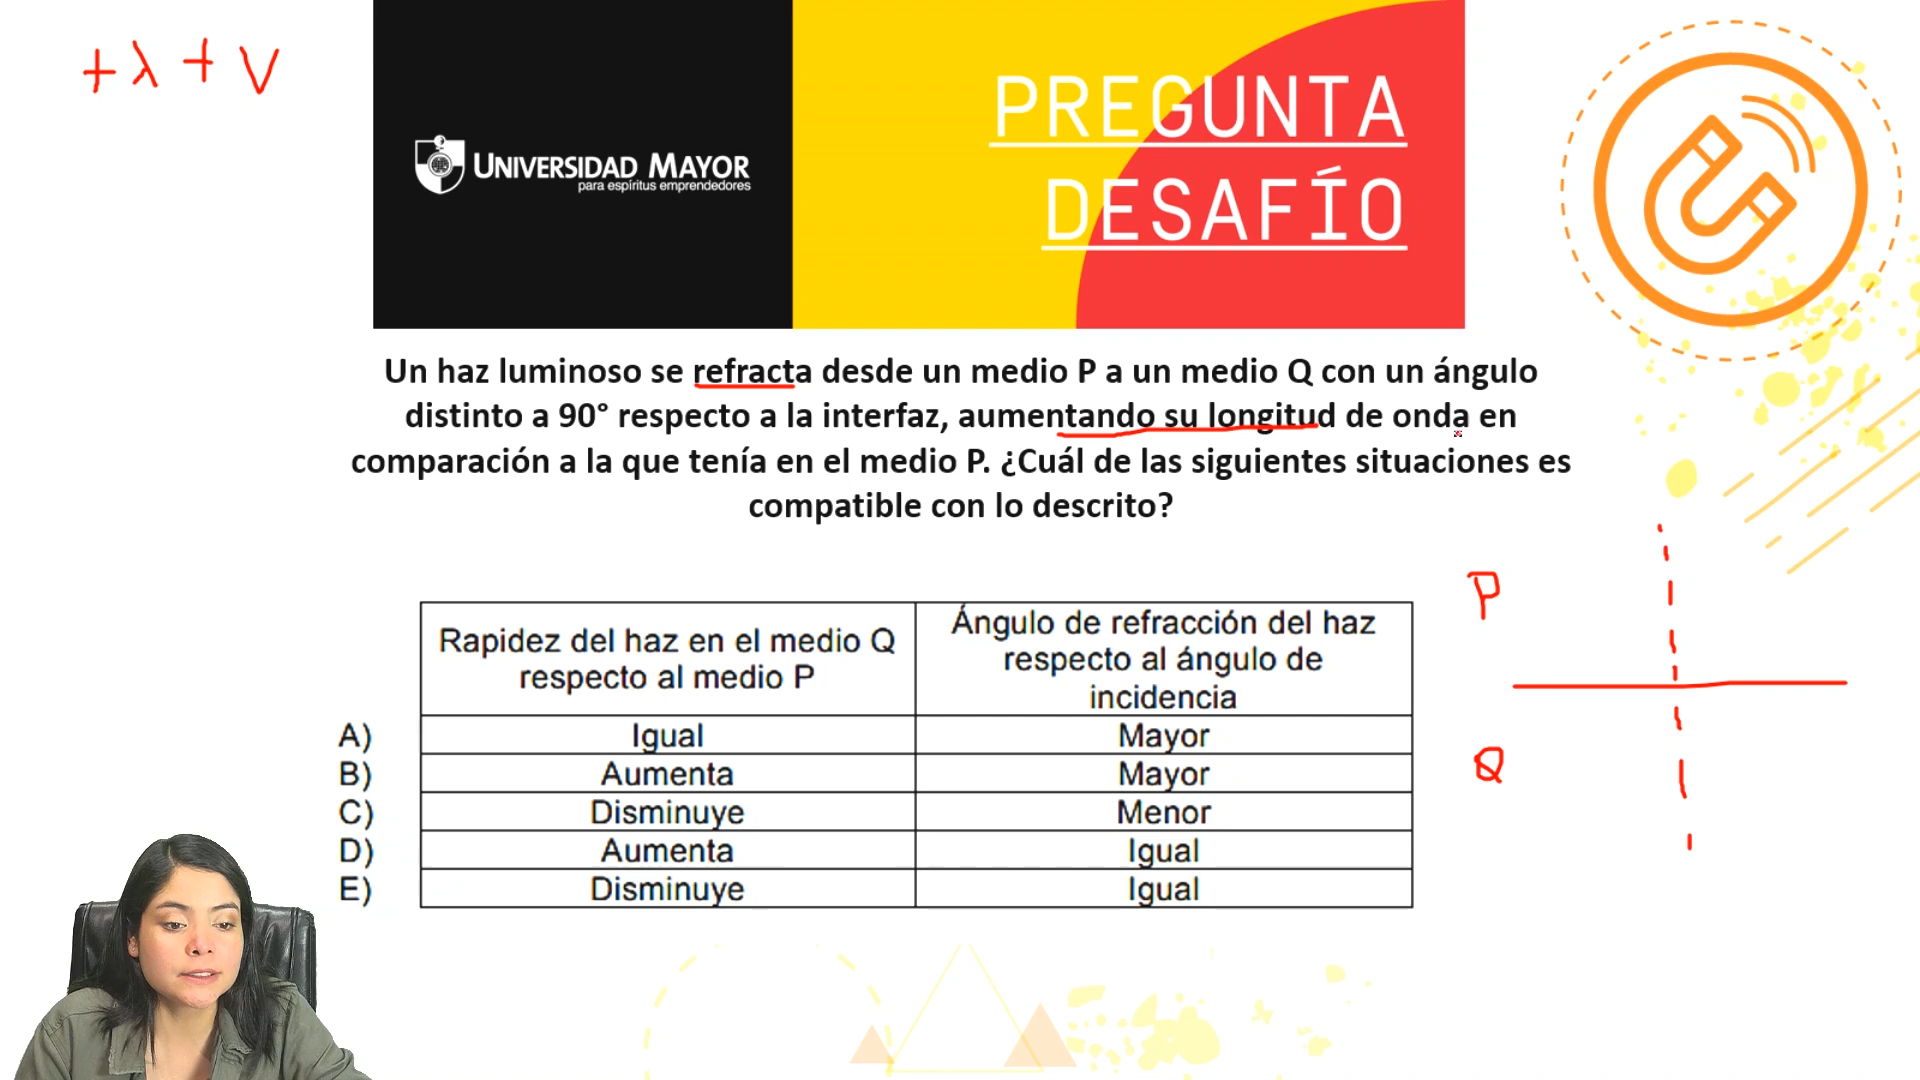 +λ + V
UNIVERSIDAD MAYOR
para espíritus emprendedores
PREGUNTA
DESAFÍO
Un haz luminoso se refracta desde un medio P a un medio Q con un ángulo
distinto a 90° respecto a la interfaz, aumentando su longitud de onda en
comparación a la que tenía en el medio P. ¿Cuál de las siguientes situaciones es
compatible con lo descrito?
Rapidez del haz en el medio Q
respecto al medio P
Ángulo de refracción del haz
respecto al ángulo de
incidencia
A) Igual Mayor
B) Aumenta Mayor
C) Disminuye Menor
D) Aumenta Igual
E) Disminuye Igual
P
Q